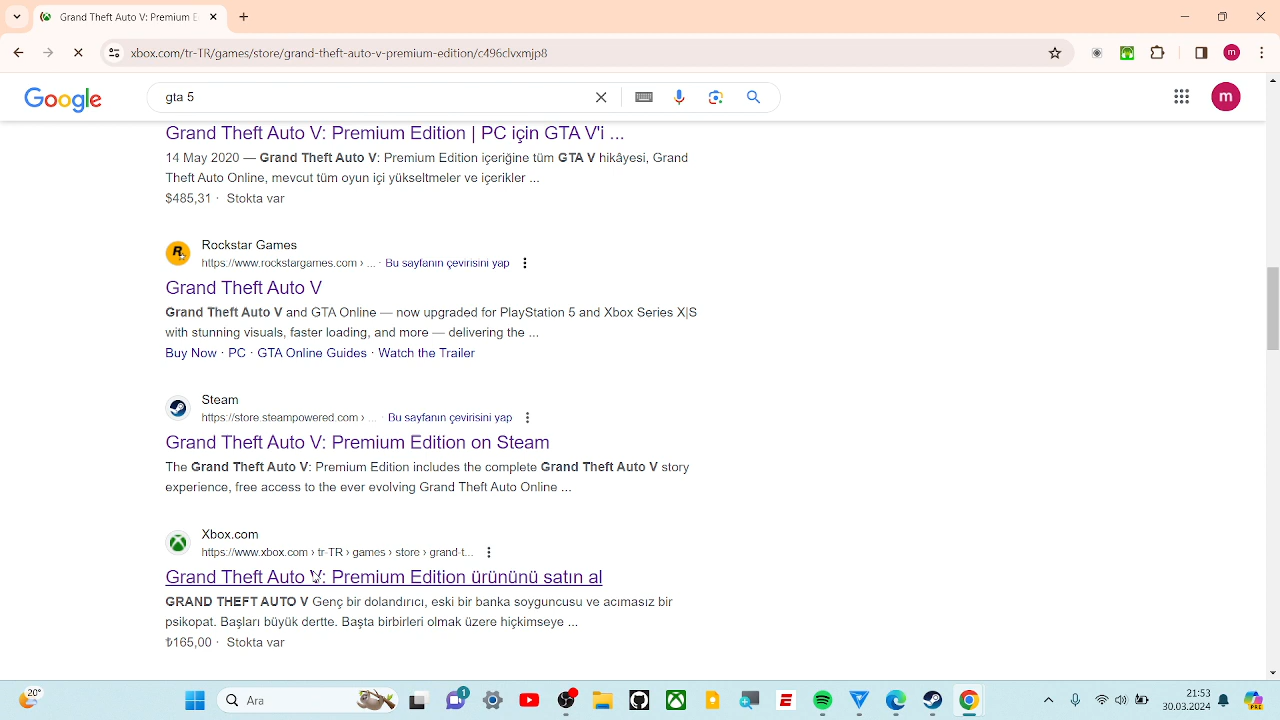 Grand Theft Auto V: Premium E
xbox.com/tr-TR/games/store/grand-theft-auto-v-premium-edition/c496clvxmjp8
m
Google
gta 5
m
Grand Theft Auto V: Premium Edition | PC için GTA V'i ...
14 May 2020 — Grand Theft Auto V: Premium Edition içeriğine tüm GTA V hikâyesi, Grand
Theft Auto Online, mevcut tüm oyun içi yükseltmeler ve içerikler ...
$485,31 · Stokta var
Rockstar Games
https://www.rockstargames.com › ... · Bu sayfanın çevirisini yap
Grand Theft Auto V
Grand Theft Auto V and GTA Online — now upgraded for PlayStation 5 and Xbox Series X|S
with stunning visuals, faster loading, and more — delivering the ...
Buy Now · PC · GTA Online Guides · Watch the Trailer
Steam
https://store.steampowered.com › ... · Bu sayfanın çevirisini yap
Grand Theft Auto V: Premium Edition on Steam
The Grand Theft Auto V: Premium Edition includes the complete Grand Theft Auto V story
experience, free access to the ever evolving Grand Theft Auto Online ...
Xbox.com
https://www.xbox.com › tr-TR › games › store › grand-t...
Grand Theft Auto V: Premium Edition ürününü satın al
GRAND THEFT AUTO V Genç bir dolandırıcı, eski bir banka soyguncusu ve acımasız bir
psikopat. Başları büyük dertte. Başta birbirleri olmak üzere hiçkimseye ...
₺165,00 · Stokta var
20°
Ara
1
21:53
30.03.2024
PRE